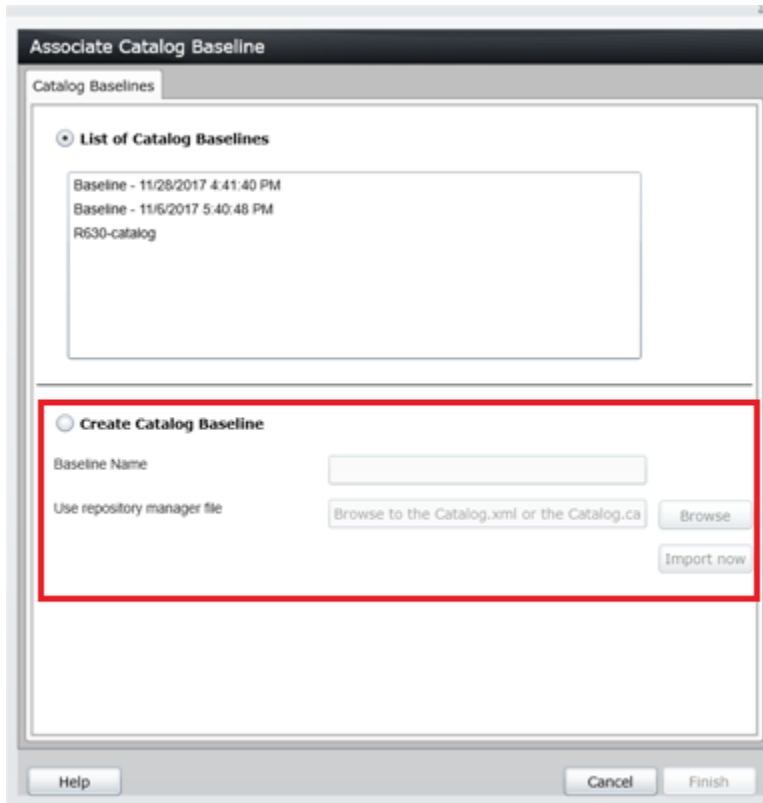 Associate Catalog Baseline
Catalog Baselines
List of Catalog Baselines
Baseline - 11/28/2017 4:41:40 PM
Baseline - 11/6/2017 5:40:48 PM
R630-catalog
Create Catalog Baseline
Baseline Name
Use repository manager file
Browse to the Catalog.xml or the Catalog.ca
Browse
Import now
Help
Cancel
Finish